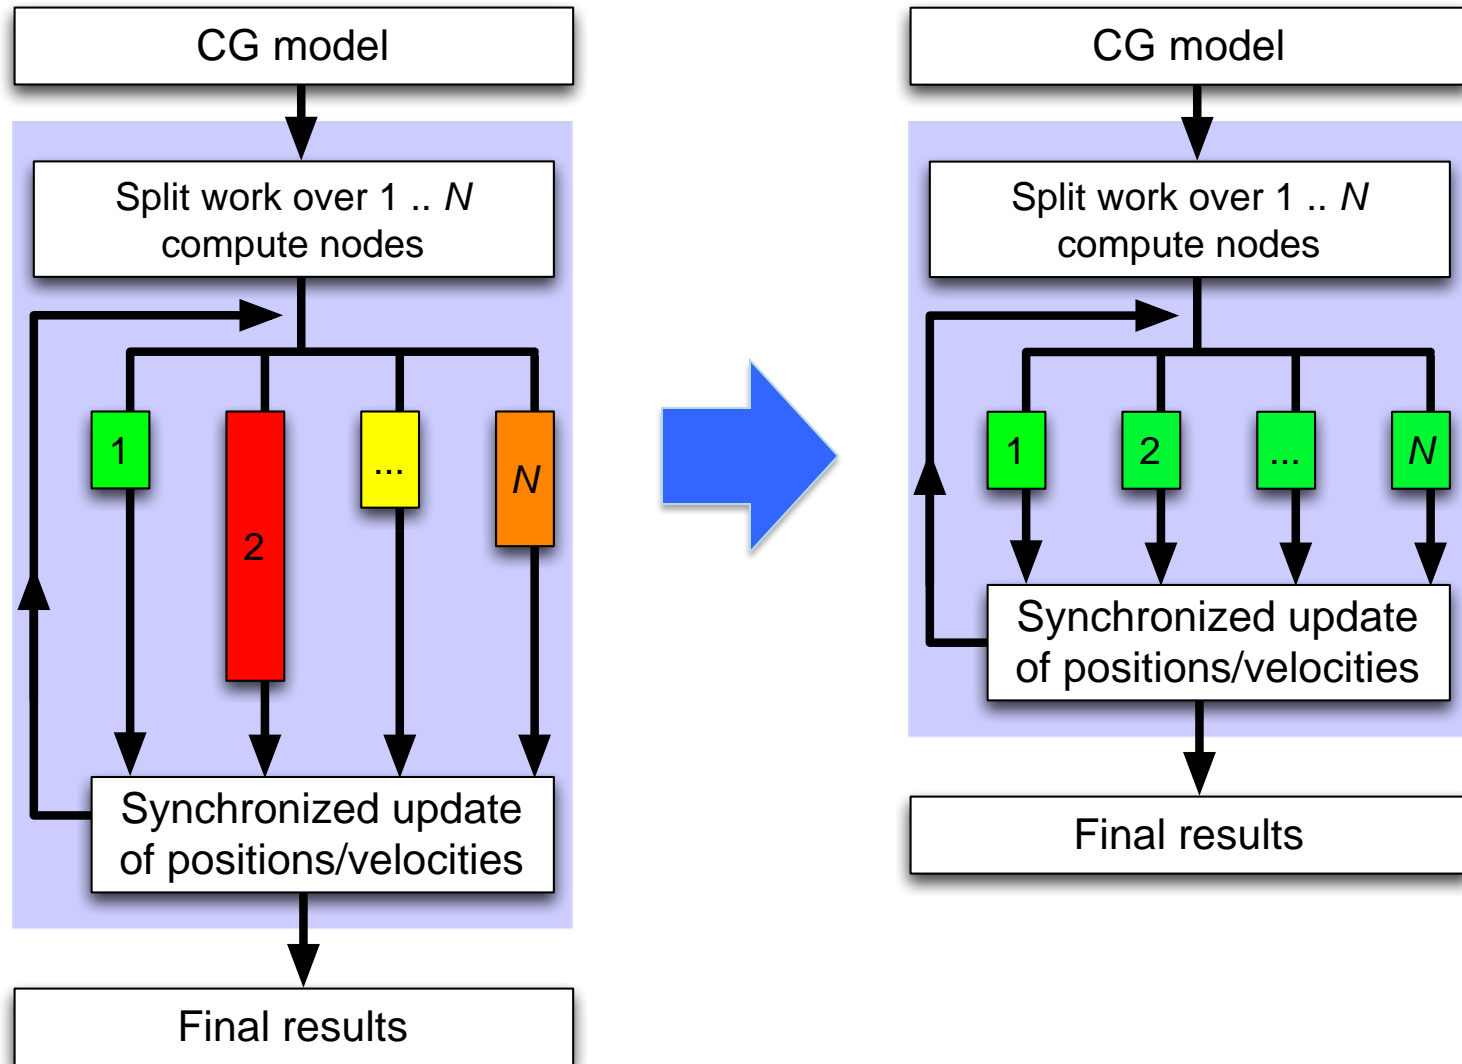 CG model
Split work over 1 .. N
compute nodes
1
2
...
N
Synchronized update
of positions/velocities
Final results
CG model
Split work over 1 .. N
compute nodes
1
2
...
N
Synchronized update
of positions/velocities
Final results